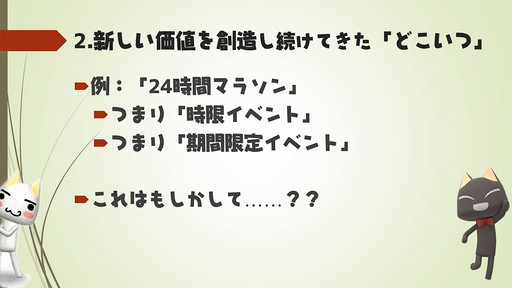 2.新しい価値を創造し続けてきた「どこいつ」
例：「24時間マラソン」
つまり「時限イベント」
つまり「期間限定イベント」
これはもしかして……？？